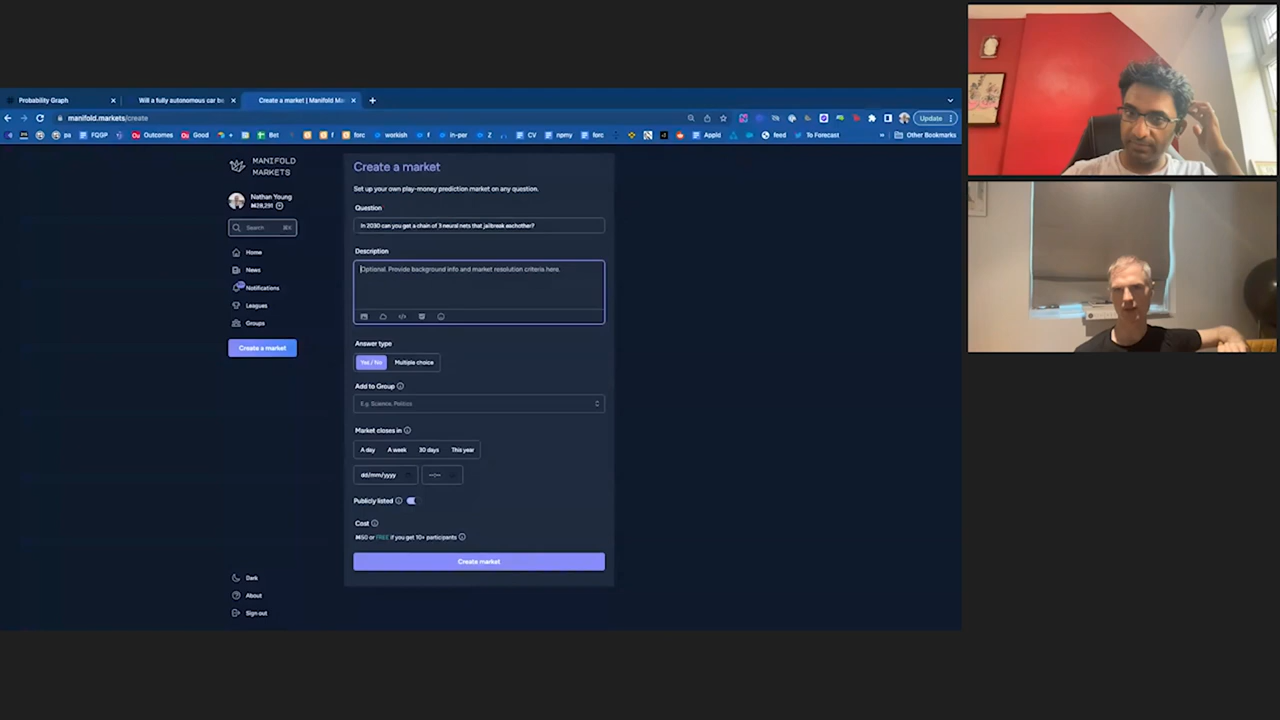 Probability Graph
Will a fully autonomous car be
Create a market | Manifold Ma
manifold.markets/create
Update
pa
FQGP
Outcomes
Good
Bet
f
forc
workish
f
in-per
Z
CV
npmy
forc
AppId
feed
To Forecast
Other Bookmarks
MANIFOLD
MARKETS
Nathan Young
M28,291
Search
⌘K
Home
News
Notifications
Leagues
Groups
Create a market
Dark
About
Sign out
Create a market
Set up your own play-money prediction market on any question.
Question
In 2030 can you get a chain of 3 neural nets that jailbreak eachother?
Description
Optional. Provide background info and market resolution criteria here.
Answer type
Yes / No Multiple choice
Add to Group
E.g. Science, Politics
Market closes in
A day A week 30 days This year
dd/mm/yyyy --:--
Publicly listed
Cost
M50 or FREE if you get 10+ participants
Create market